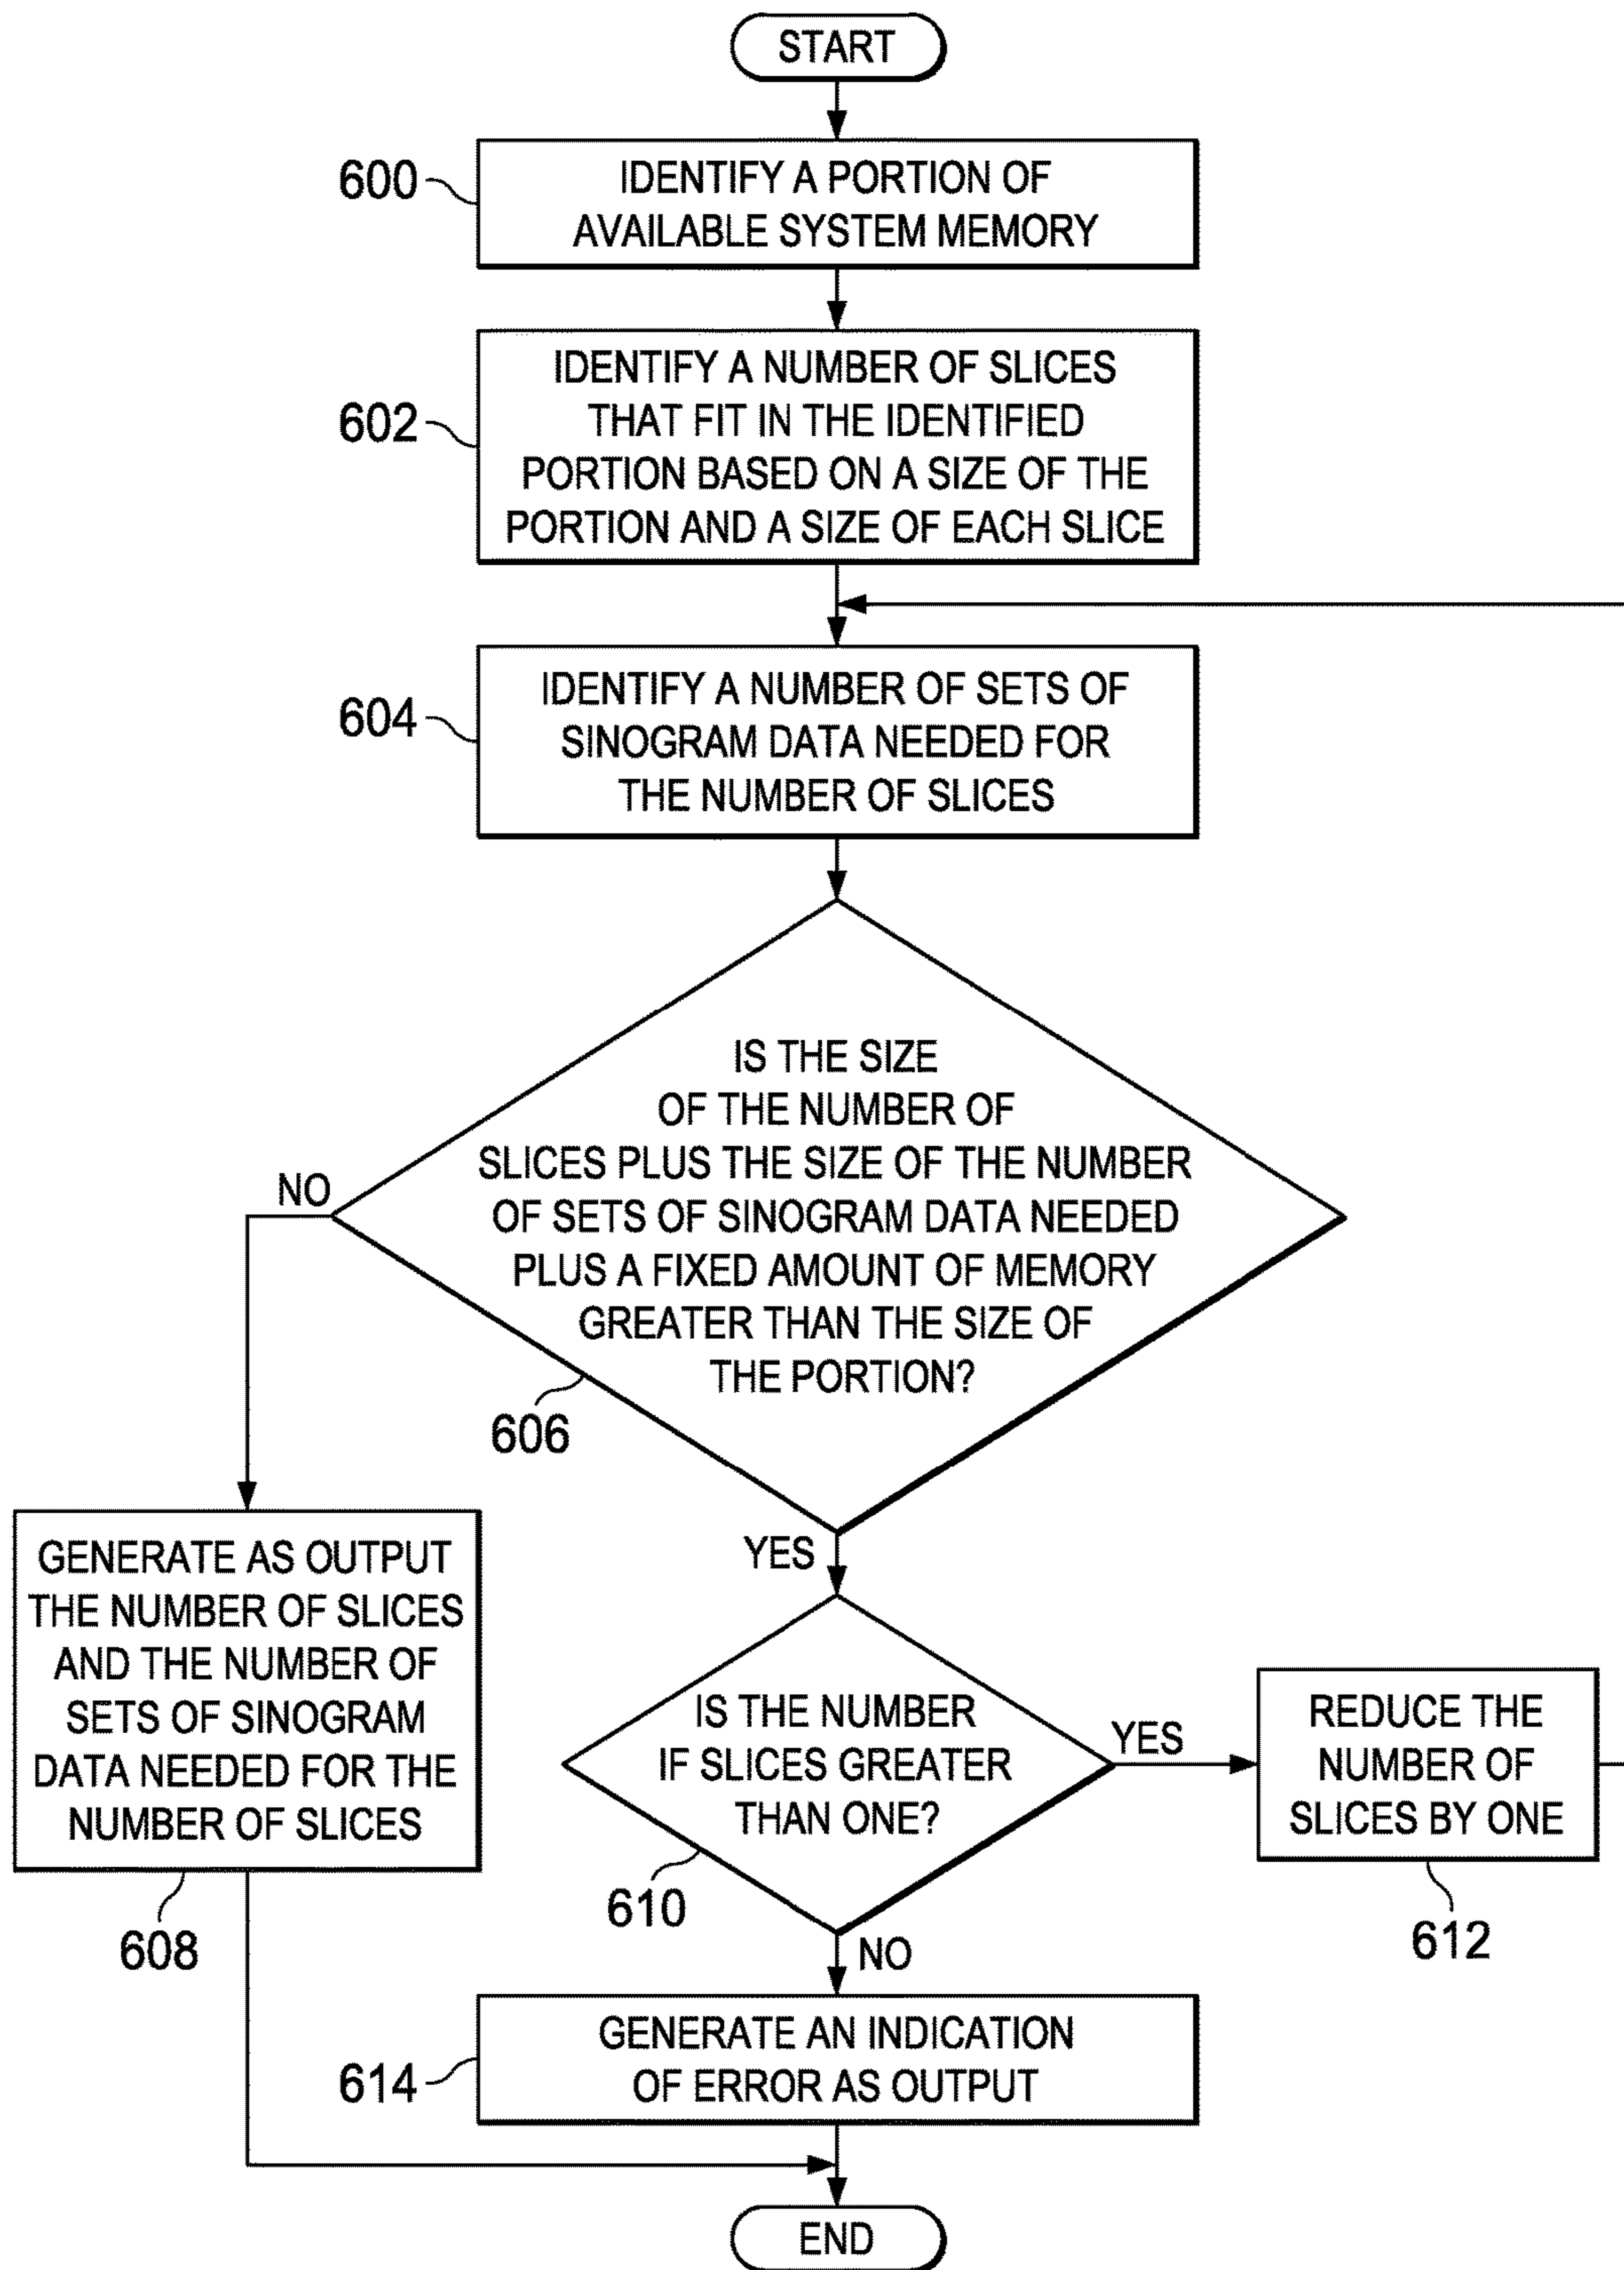 START
600
IDENTIFY A PORTION OF
AVAILABLE SYSTEM MEMORY
602
IDENTIFY A NUMBER OF SLICES
THAT FIT IN THE IDENTIFIED
PORTION BASED ON A SIZE OF THE
PORTION AND A SIZE OF EACH SLICE
604
IDENTIFY A NUMBER OF SETS OF
SINOGRAM DATA NEEDED FOR
THE NUMBER OF SLICES
IS THE SIZE
OF THE NUMBER OF
SLICES PLUS THE SIZE OF THE NUMBER
OF SETS OF SINOGRAM DATA NEEDED
PLUS A FIXED AMOUNT OF MEMORY
GREATER THAN THE SIZE OF
THE PORTION?
606
NO
YES
GENERATE AS OUTPUT
THE NUMBER OF SLICES
AND THE NUMBER OF
SETS OF SINOGRAM
DATA NEEDED FOR THE
NUMBER OF SLICES
608
IS THE NUMBER
IF SLICES GREATER
THAN ONE?
610
YES
REDUCE THE
NUMBER OF
SLICES BY ONE
612
NO
614
GENERATE AN INDICATION
OF ERROR AS OUTPUT
END